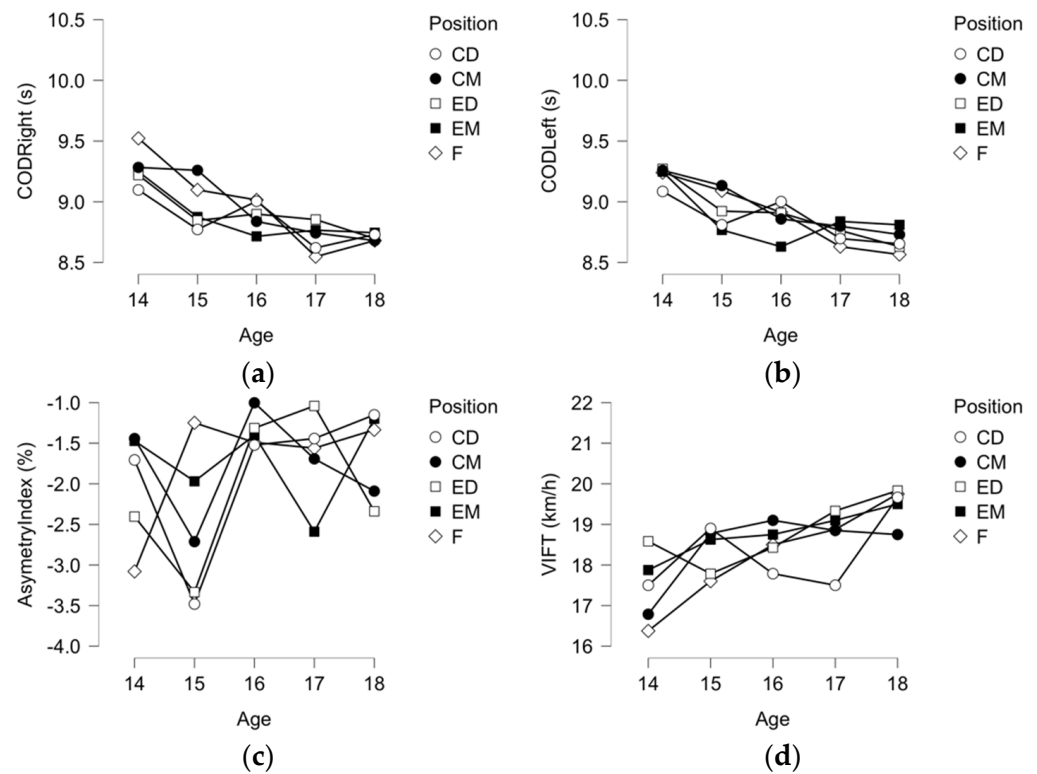 10.5
10.0
9.5
9.0
8.5
CODRight (s)
14 15 16 17 18
Age
Position
CD
CM
ED
EM
F
(a)
10.5
10.0
9.5
9.0
8.5
CODLeft (s)
14 15 16 17 18
Age
Position
CD
CM
ED
EM
F
(b)
-1.0
-1.5
-2.0
-2.5
-3.0
-3.5
-4.0
AsymetryIndex (%)
14 15 16 17 18
Age
Position
CD
CM
ED
EM
F
(c)
22
21
20
19
18
17
16
VIFT (km/h)
14 15 16 17 18
Age
Position
CD
CM
ED
EM
F
(d)